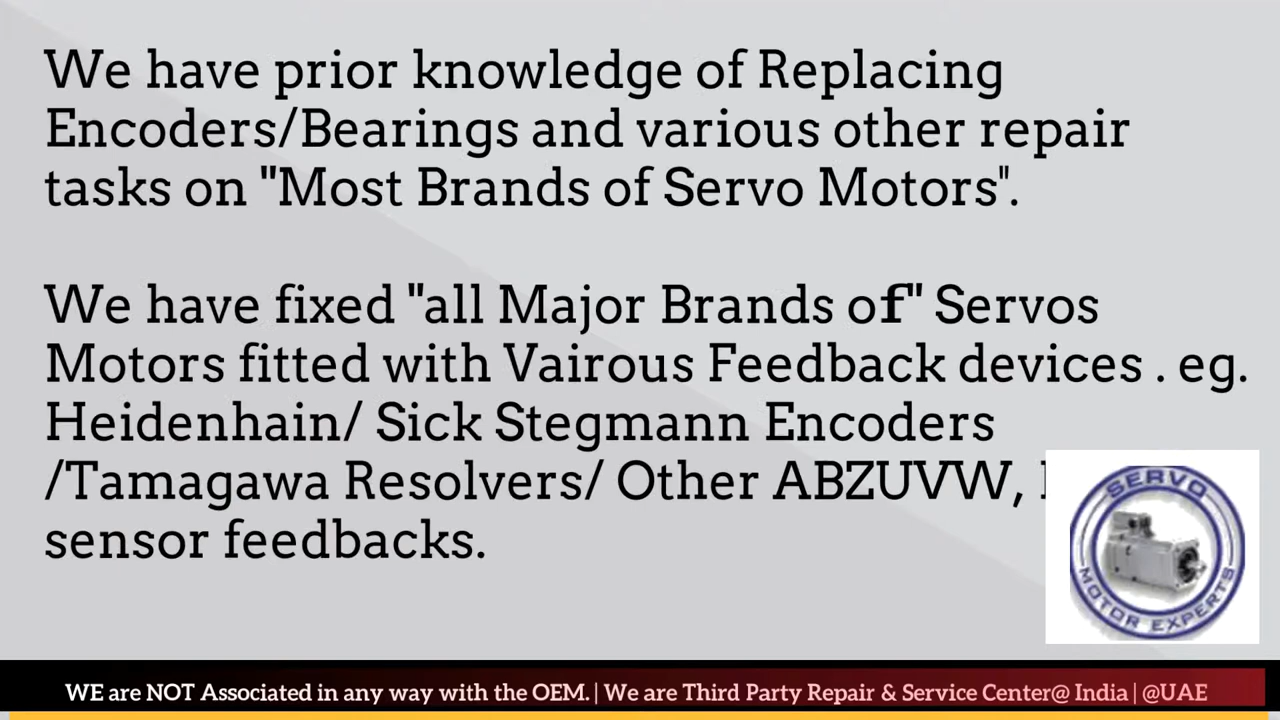 We have prior knowledge of Replacing
Encoders/Bearings and various other repair
tasks on "Most Brands of Servo Motors".
We have fixed "all Major Brands of" Servos
Motors fitted with Vairous Feedback devices . eg.
Heidenhain/ Sick Stegmann Encoders
/Tamagawa Resolvers/ Other ABZUVW,
sensor feedbacks.
SERVO
MOTOR EXPERTS
WE are NOT Associated in any way with the OEM. | We are Third Party Repair & Service Center@ India | @UAE